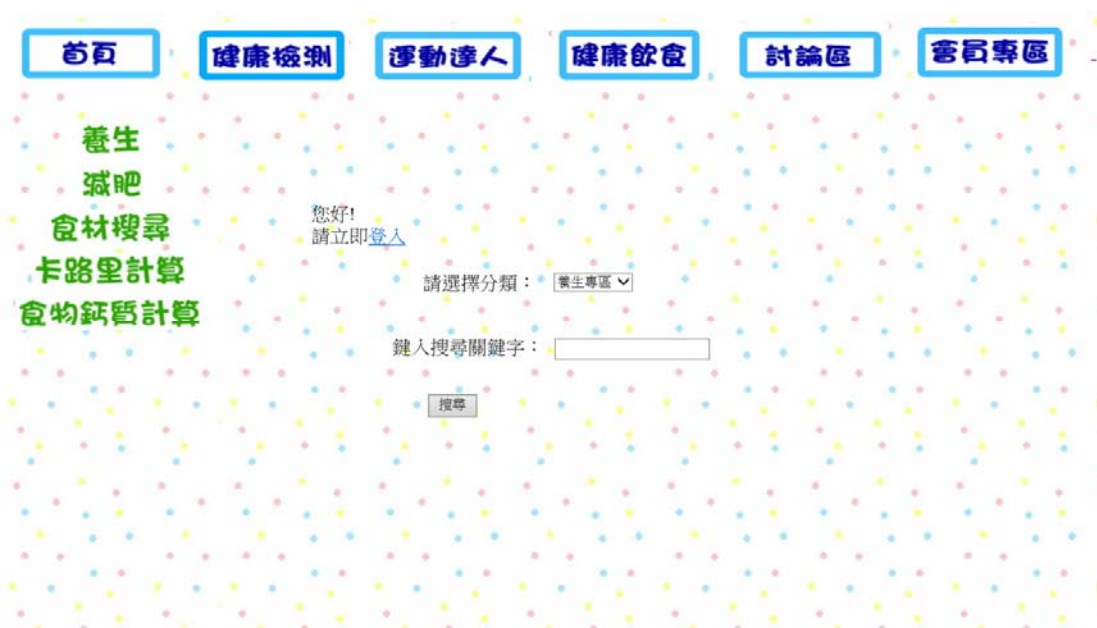 首頁 健康檢測 運動達人 健康飲食 討論區 會員專區
養生
減肥
食材搜尋
卡路里計算
食物鈣質計算
您好!
請立即登入
請選擇分類： 養生專區
鍵入搜尋關鍵字：
搜尋